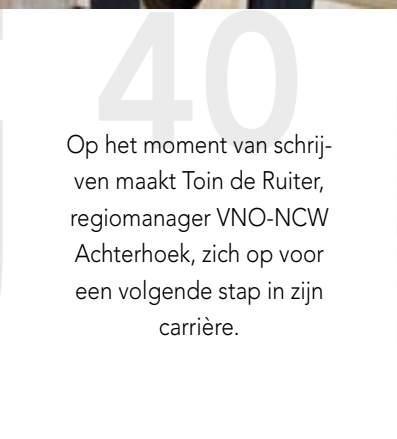 40
Op het moment van schrij-
ven maakt Toin de Ruiter,
regiomanager VNO-NCW
Achterhoek, zich op voor
een volgende stap in zijn
carrière.